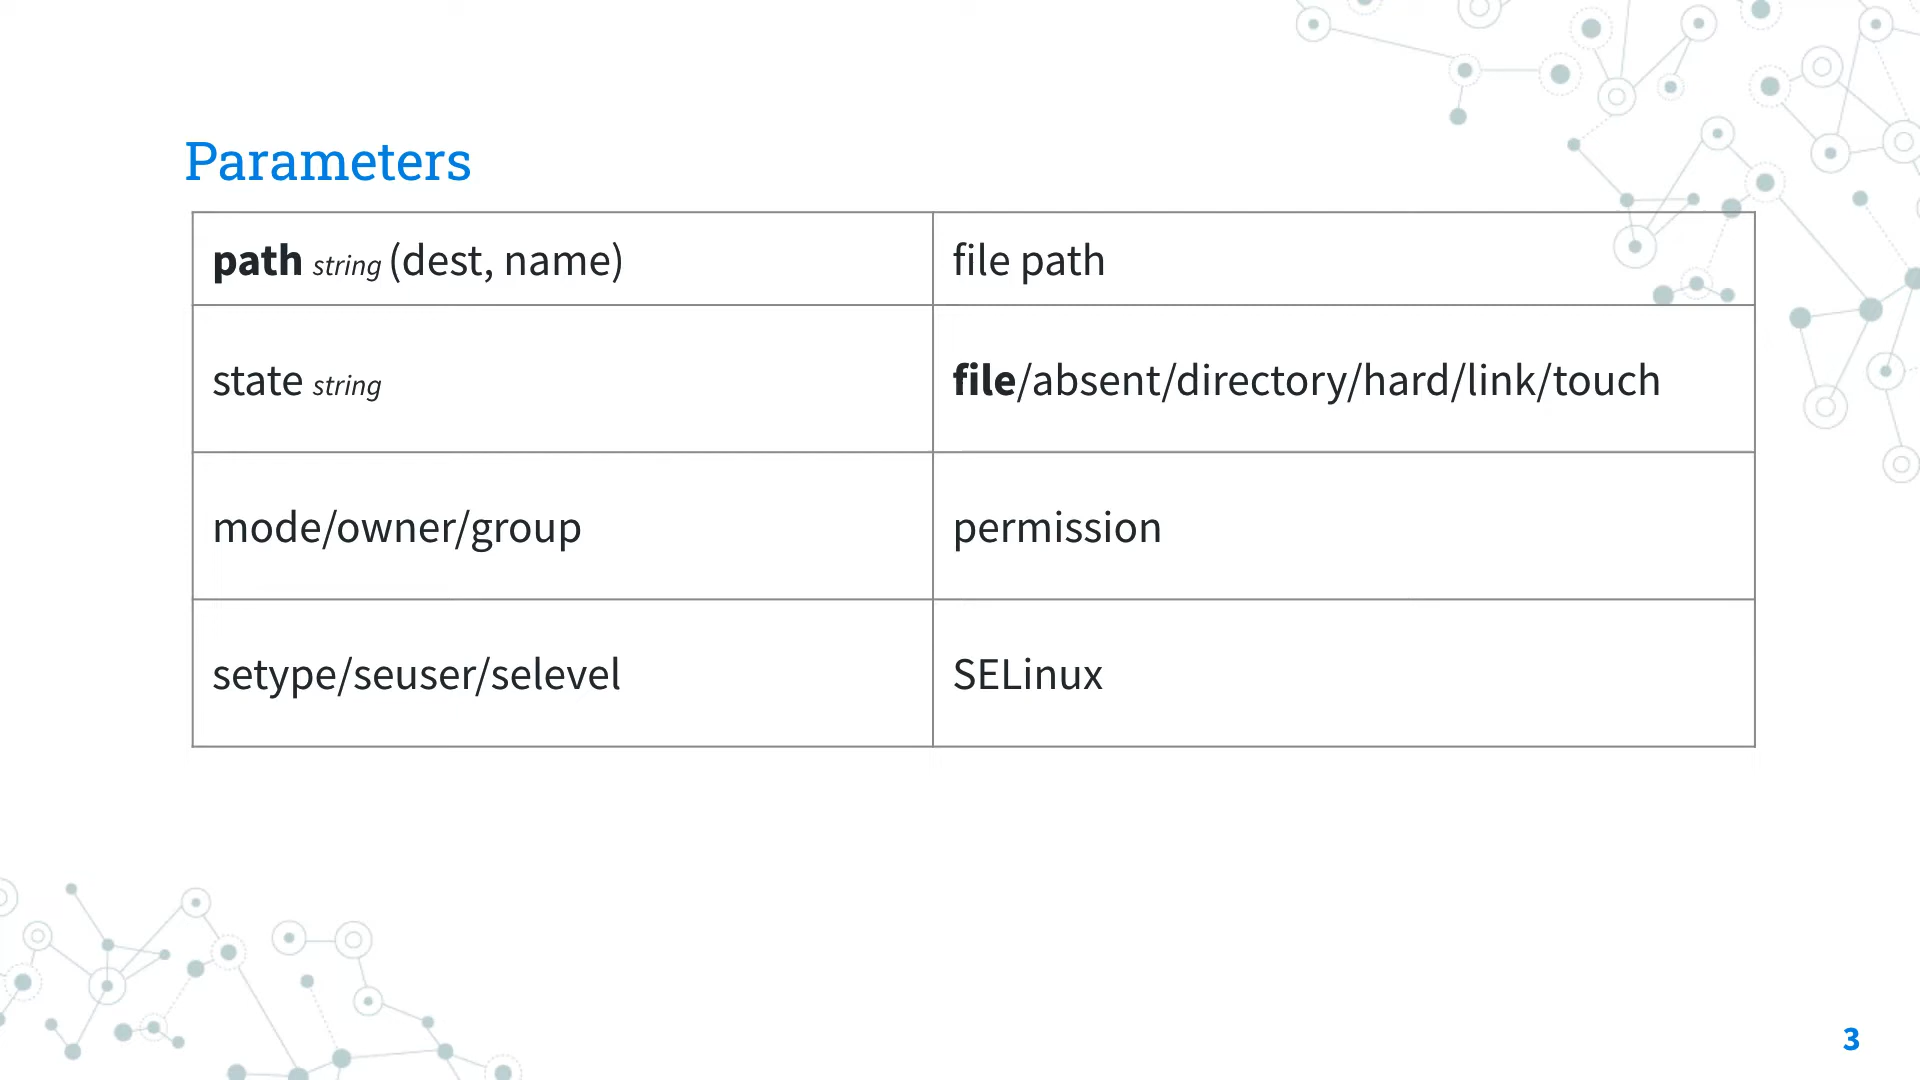 Parameters
path string (dest, name)
file path
state string
file/absent/directory/hard/link/touch
mode/owner/group
permission
setype/seuser/selevel
SELinux
3